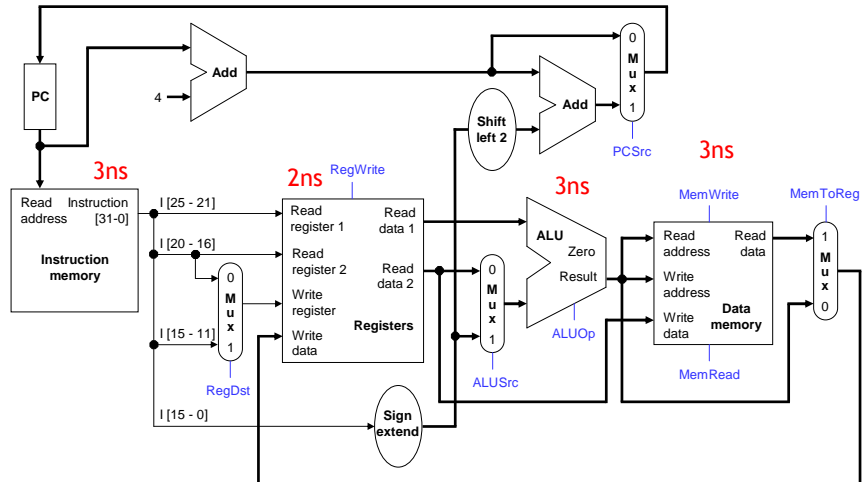 0
M
u
x
1
PCSrc
Add
4
PC
Add
Shift
left 2
3ns
2ns
RegWrite
3ns
3ns
MemWrite
MemToReg
Read
address
Instruction
[31-0]
Instruction
memory
I [25 - 21]
I [20 - 16]
I [15 - 11]
I [15 - 0]
0
M
u
x
1
RegDst
Read
register 1
Read
register 2
Write
register
Write
data
Read
data 1
Read
data 2
Registers
Sign
extend
0
M
u
x
1
ALUSrc
ALU
Zero
Result
ALUOp
Read
address
Write
address
Write
data
Read
data
Data
memory
MemRead
1
M
u
x
0